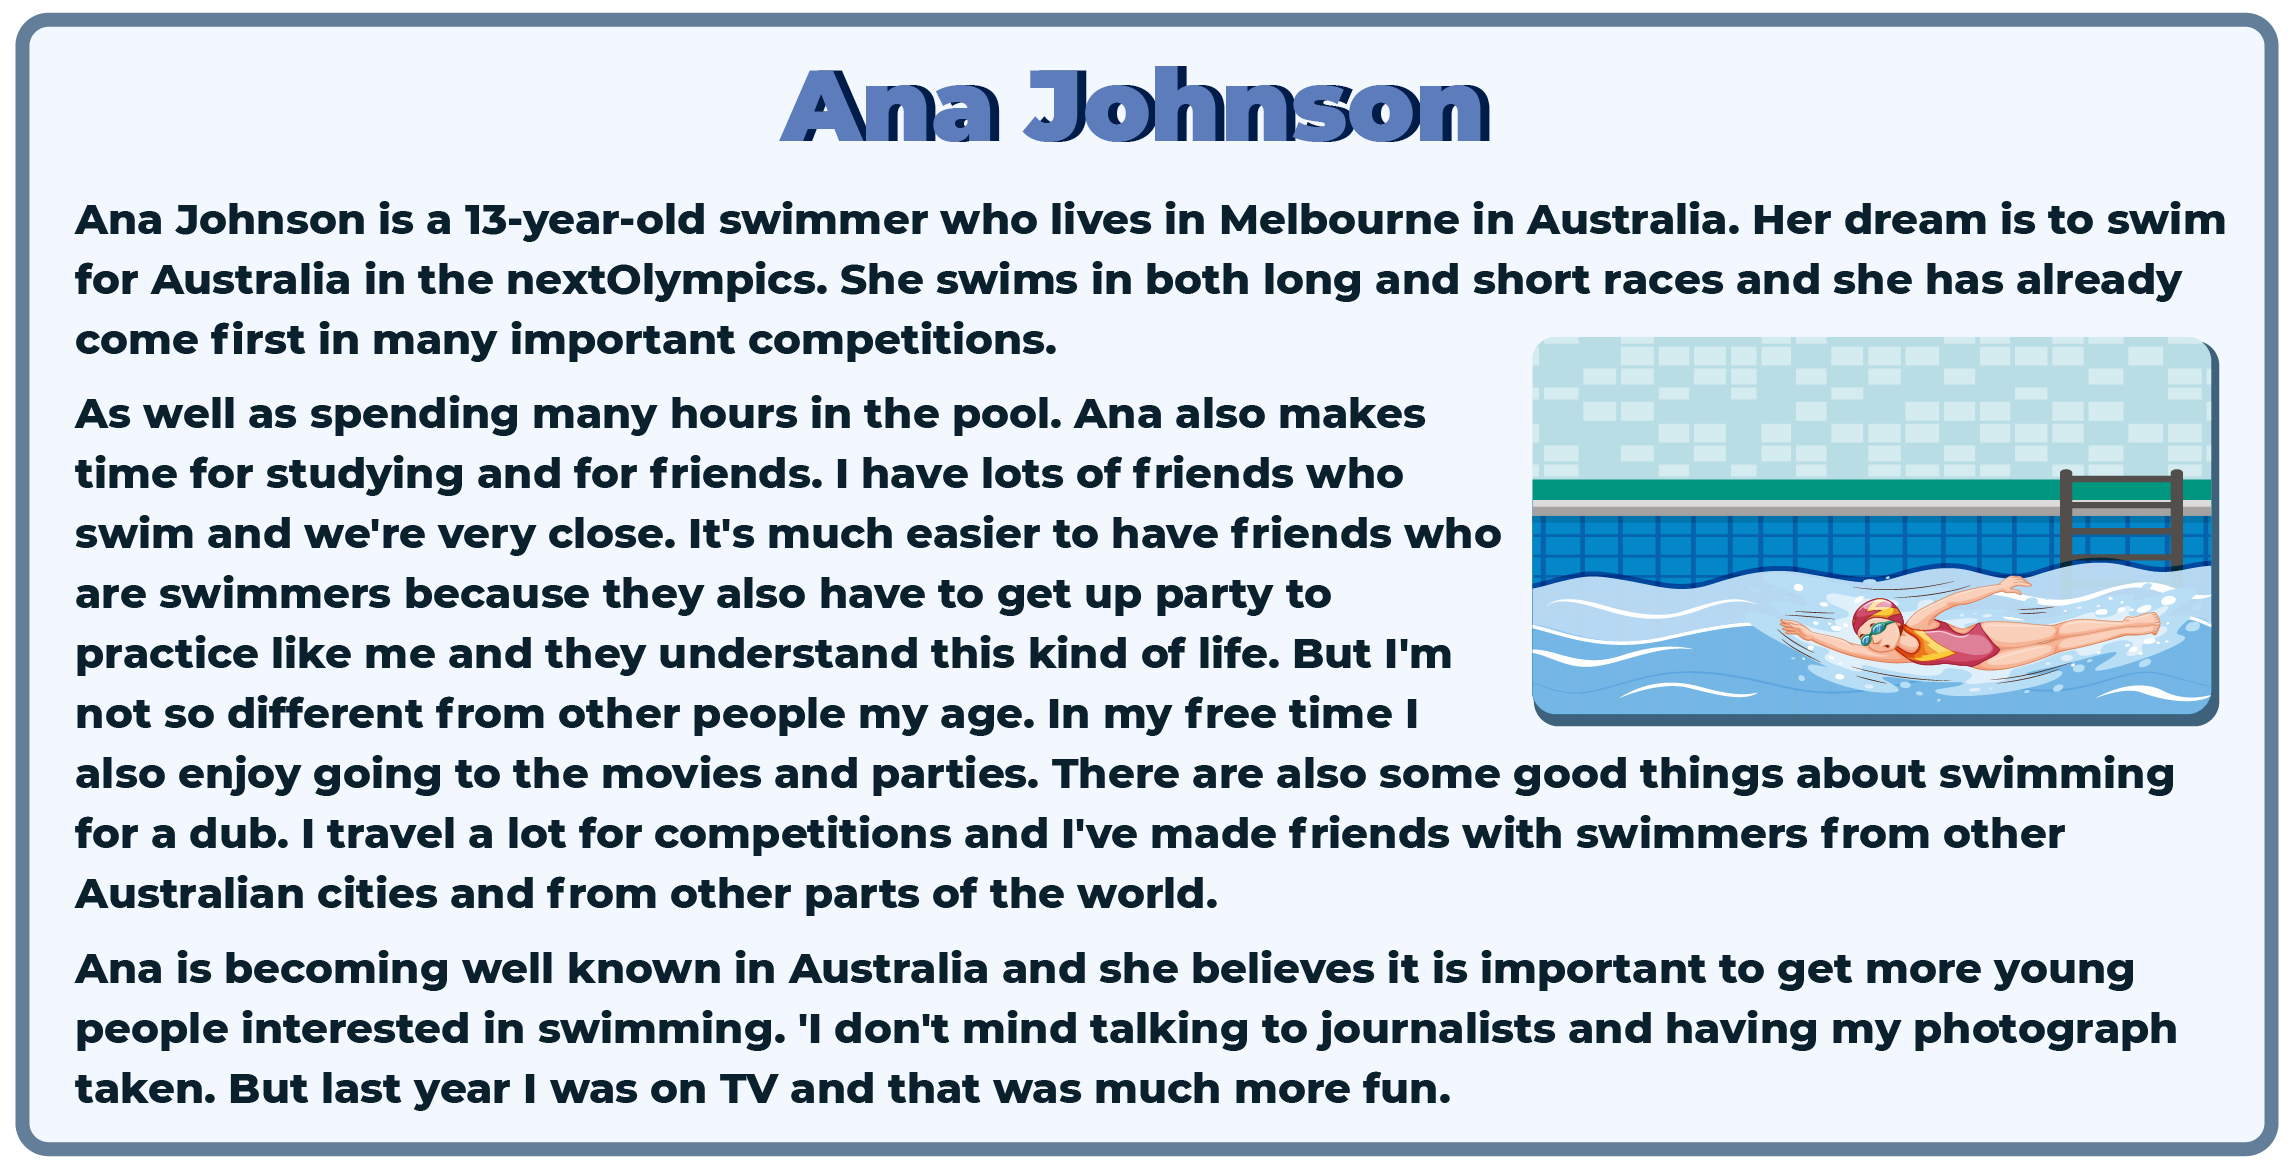 Ana Johnson
Ana Johnson is a 13-year-old swimmer who lives in Melbourne in Australia. Her dream is to swim
for Australia in the nextOlympics. She swims in both long and short races and she has already
come first in many important competitions.
As well as spending many hours in the pool. Ana also makes
time for studying and for friends. I have lots of friends who
swim and we're very close. It's much easier to have friends who
are swimmers because they also have to get up party to
practice like me and they understand this kind of life. But I'm
not so different from other people my age. In my free time I
also enjoy going to the movies and parties. There are also some good things about swimming
for a dub. I travel a lot for competitions and I've made friends with swimmers from other
Australian cities and from other parts of the world.
Ana is becoming well known in Australia and she believes it is important to get more young
people interested in swimming. 'I don't mind talking to journalists and having my photograph
taken. But last year I was on TV and that was much more fun.